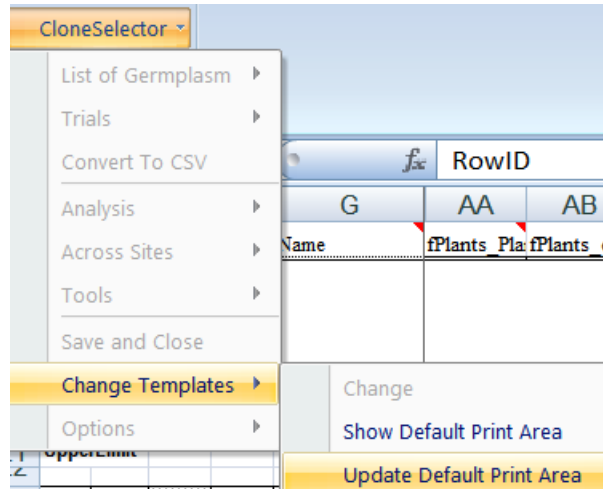 CloneSelector
List of Germplasm
Trials
Convert To CSV
fx RowID
Analysis
G AA AB
Across Sites
Name fPlants_Pla fPlants_
Tools
Save and Close
Change Templates
Change
Options
Show Default Print Area
UpperLimit
Update Default Print Area